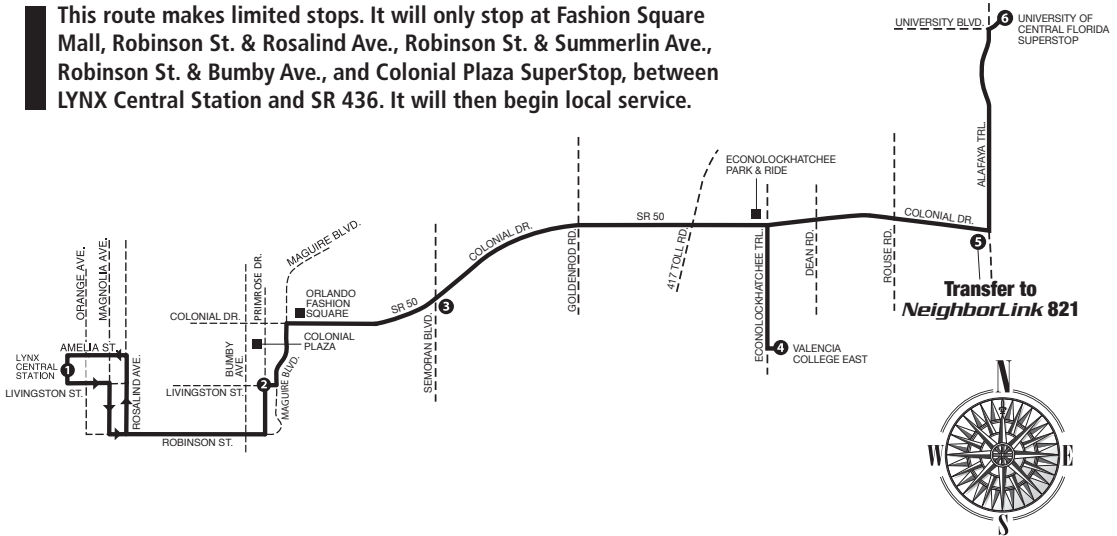 This route makes limited stops. It will only stop at Fashion Square
Mall, Robinson St. & Rosalind Ave., Robinson St. & Summerlin Ave.,
Robinson St. & Bumby Ave., and Colonial Plaza SuperStop, between
LYNX Central Station and SR 436. It will then begin local service.
UNIVERSITY BLVD.
6
UNIVERSITY OF
CENTRAL FLORIDA
SUPERSTOP
ALAFAYA TRL.
ECONOLOCKHATCHEE
PARK & RIDE
SR 50
COLONIAL DR.
COLONIAL DR.
GOLDENROD RD.
417 TOLL RD.
ECONOLOCKHATCHEE TRL.
DEAN RD.
ROUSE RD.
5
Transfer to
NeighborLink 821
ORANGE AVE.
MAGNOLIA AVE.
PRIMROSE DR.
MAGUIRE BLVD.
ORLANDO
FASHION
SQUARE
SR 50
3
SEMORAN BLVD.
COLONIAL DR.
COLONIAL
PLAZA
AMELIA ST.
LYNX
CENTRAL
STATION
1
ROSALIND AVE.
BUMBY
AVE.
4
VALENCIA
COLLEGE EAST
LIVINGSTON ST.
LIVINGSTON ST.
2
MAGUIRE BLVD.
ROBINSON ST.
N
W
E
S